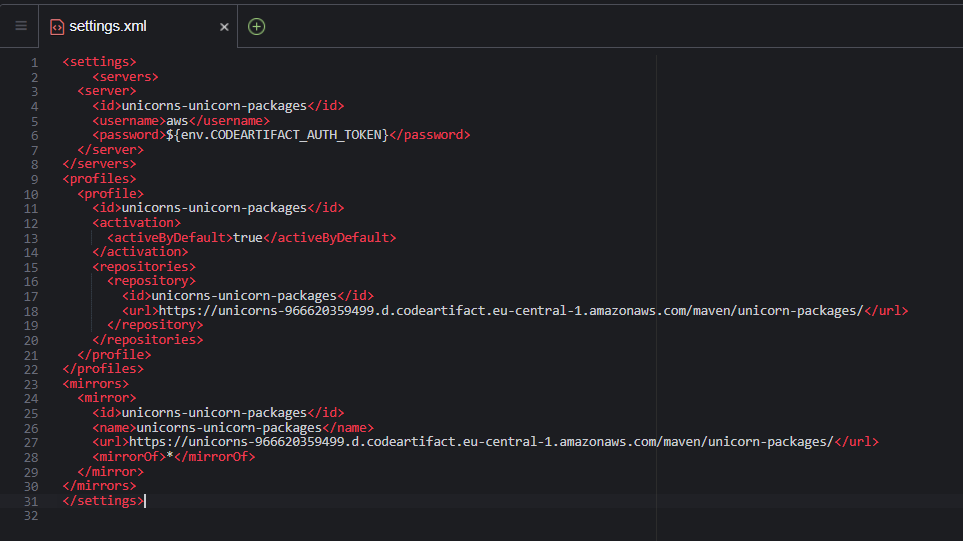 settings.xml
1 <settings>
2     <servers>
3   <server>
4     <id>unicorns-unicorn-packages</id>
5     <username>aws</username>
6     <password>${env.CODEARTIFACT_AUTH_TOKEN}</password>
7   </server>
8 </servers>
9 <profiles>
10   <profile>
11     <id>unicorns-unicorn-packages</id>
12     <activation>
13       <activeByDefault>true</activeByDefault>
14     </activation>
15     <repositories>
16       <repository>
17         <id>unicorns-unicorn-packages</id>
18         <url>https://unicorns-966620359499.d.codeartifact.eu-central-1.amazonaws.com/maven/unicorn-packages/</url>
19       </repository>
20     </repositories>
21   </profile>
22 </profiles>
23 <mirrors>
24   <mirror>
25     <id>unicorns-unicorn-packages</id>
26     <name>unicorns-unicorn-packages</name>
27     <url>https://unicorns-966620359499.d.codeartifact.eu-central-1.amazonaws.com/maven/unicorn-packages/</url>
28     <mirrorOf>*</mirrorOf>
29   </mirror>
30 </mirrors>
31 </settings>
32